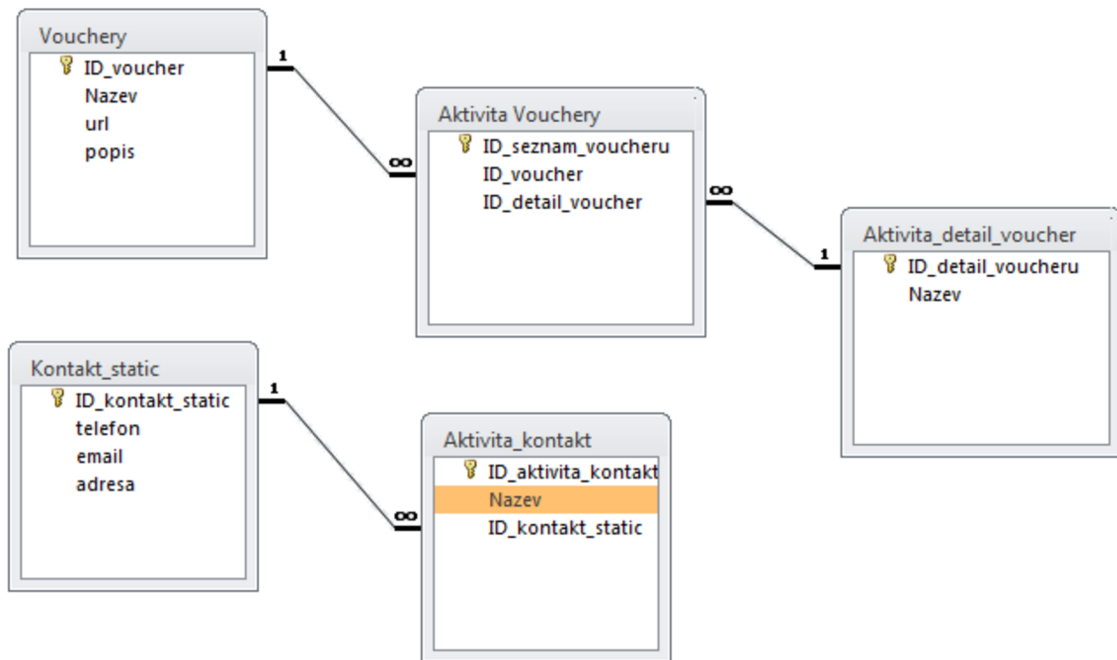 Vouchery
ID_voucher
Nazev
url
popis
1
∞
Aktivita Vouchery
ID_seznam_voucheru
ID_voucher
ID_detail_voucher
∞
1
Aktivita_detail_voucher
ID_detail_voucheru
Nazev
Kontakt_static
ID_kontakt_static
telefon
email
adresa
1
∞
Aktivita_kontakt
ID_aktivita_kontakt
Nazev
ID_kontakt_static